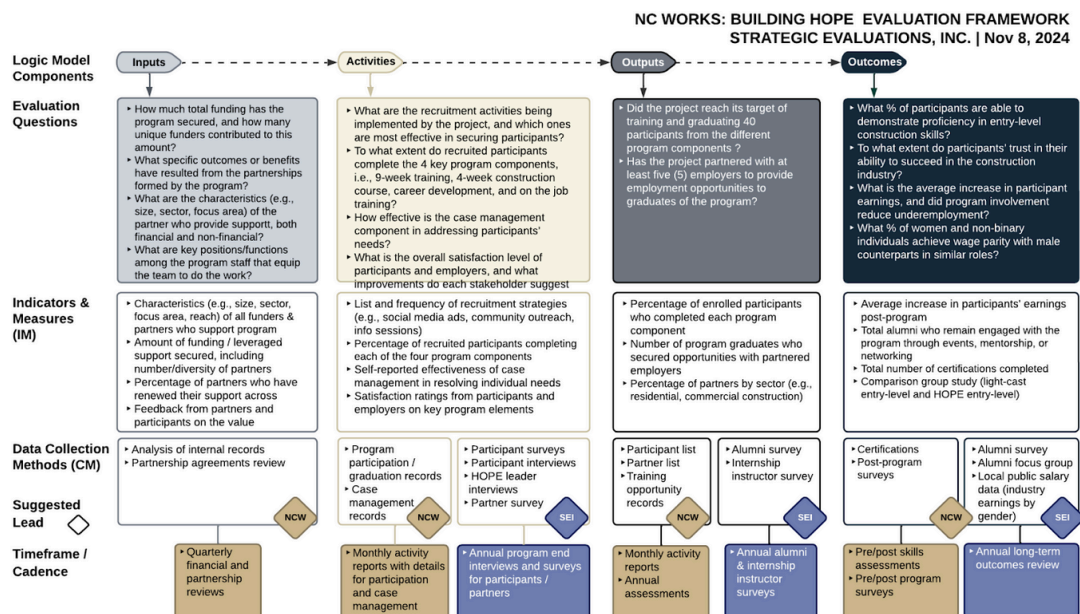 NC WORKS: BUILDING HOPE  EVALUATION FRAMEWORK
STRATEGIC EVALUATIONS, INC. | Nov 8, 2024
Logic Model
Components
Inputs
Activities
Outputs
Outcomes
Evaluation
Questions
‣ How much total funding has the
program secured, and how many
unique funders contributed to this
amount?
‣ What specific outcomes or benefits
have resulted from the partnerships
formed by the program?
‣ What are the characteristics (e.g.,
size, sector, focus area) of the
partner who provide supportt, both
financial and non-financial?
‣ What are key positions/functions
among the program staff that equip
the team to do the work?
‣ What are the recruitment activities being
implemented by the project, and which ones
are most effective in securing participants?
‣ To what extent do recruited participants
complete the 4 key program components,
i.e., 9-week training, 4-week construction
course, career development, and on the job
training?
‣ How effective is the case management
component in addressing participants'
needs?
‣ What is the overall satisfaction level of
participants and employers, and what
improvements do each stakeholder suggest
‣ Did the project reach its target of
training and graduating 40
participants from the different
program components ?
‣ Has the project partnered with at
least five (5) employers to provide
employment opportunities to
graduates of the program?
‣ What % of participants are able to
demonstrate proficiency in entry-level
construction skills?
‣ To what extent do participants' trust in their
ability to succeed in the construction
industry?
‣ What is the average increase in participant
earnings, and did program involvement
reduce underemployment?
‣ What % of women and non-binary
individuals achieve wage parity with male
counterparts in similar roles?
Indicators &
Measures
(IM)
‣ Characteristics (e.g., size, sector,
focus area, reach) of all funders &
partners who support program
‣ Amount of funding / leveraged
support secured, including
number/diversity of partners
‣ Percentage of partners who have
renewed their support across
‣ Feedback from partners and
participants on the value
‣ List and frequency of recruitment strategies
(e.g., social media ads, community outreach,
info sessions)
‣ Percentage of recruited participants completing
each of the four program components
‣ Self-reported effectiveness of case
management in resolving individual needs
‣ Satisfaction ratings from participants and
employers on key program elements
‣ Percentage of enrolled participants
who completed each program
component
‣ Number of program graduates who
secured opportunities with partnered
employers
‣ Percentage of partners by sector (e.g.,
residential, commercial construction)
‣ Average increase in participants' earnings
post-program
‣ Total alumni who remain engaged with the
program through events, mentorship, or
networking
‣ Total number of certifications completed
‣ Comparison group study (light-cast
entry-level and HOPE entry-level)
Data Collection
Methods (CM)
‣ Analysis of internal records
‣ Partnership agreements review
‣ Program
participation /
graduation records
‣ Case
management
records
‣ Participant surveys
‣ Participant interviews
‣ HOPE leader
interviews
‣ Partner survey
‣ Participant list
‣ Partner list
‣ Training
opportunity
records
‣ Alumni survey
‣ Internship
instructor survey
‣ Certifications
‣ Post-program
surveys
‣ Alumni survey
‣ Alumni focus group
‣ Local public salary
data (industry
earnings by
gender)
Suggested
Lead
NCW
NCW
SEI
NCW
SEI
NCW
SEI
Timeframe /
Cadence
‣ Quarterly
financial and
partnership
reviews
‣ Monthly activity
reports with details
for participation
and case
management
‣ Annual program end
interviews and surveys
for participants /
partners
‣ Monthly activity
reports
‣ Annual
assessments
‣ Annual alumni
& internship
instructor
surveys
‣ Pre/post skills
assessments
‣ Pre/post program
surveys
‣ Annual long-term
outcomes review